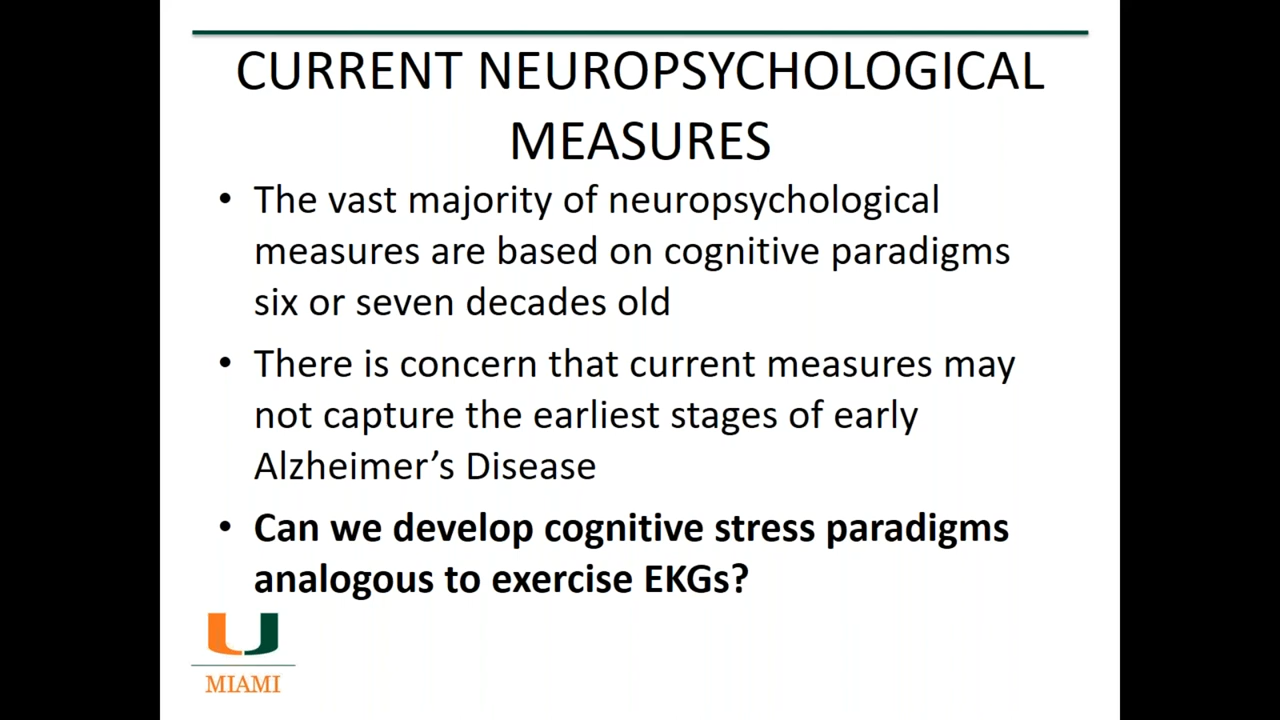 CURRENT NEUROPSYCHOLOGICAL
MEASURES
• The vast majority of neuropsychological
measures are based on cognitive paradigms
six or seven decades old
• There is concern that current measures may
not capture the earliest stages of early
Alzheimer’s Disease
• Can we develop cognitive stress paradigms
analogous to exercise EKGs?
U
MIAMI